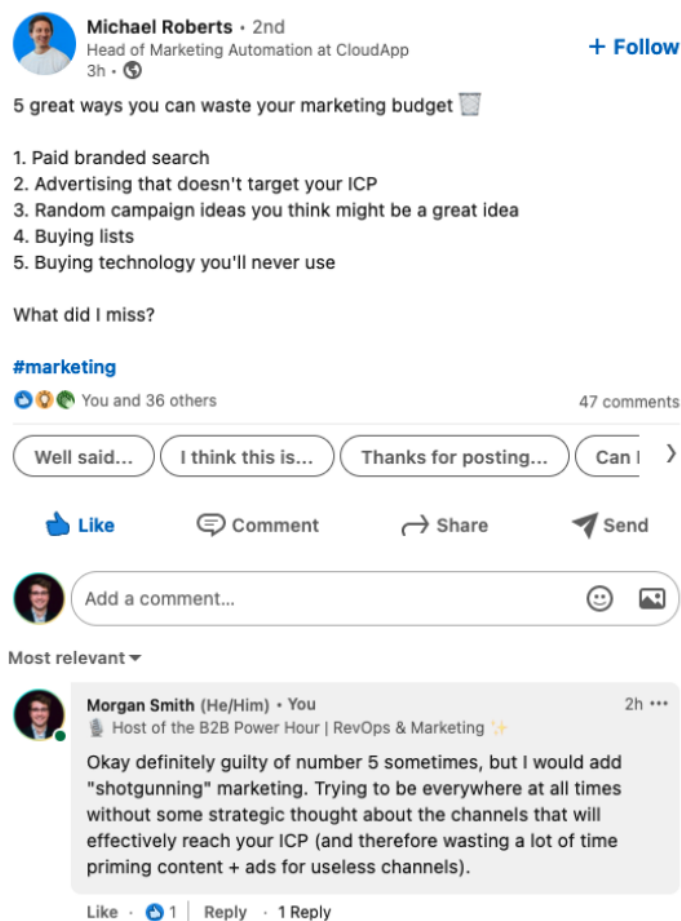 Michael Roberts • 2nd
Head of Marketing Automation at CloudApp
3h •
+ Follow
5 great ways you can waste your marketing budget 🗑️
1. Paid branded search
2. Advertising that doesn't target your ICP
3. Random campaign ideas you think might be a great idea
4. Buying lists
5. Buying technology you'll never use
What did I miss?
#marketing
You and 36 others
47 comments
Well said...
I think this is...
Thanks for posting...
Can I
Like
Comment
Share
Send
Add a comment...
Most relevant
Morgan Smith (He/Him) • You
2h •••
🎙️ Host of the B2B Power Hour | RevOps & Marketing ✨
Okay definitely guilty of number 5 sometimes, but I would add
"shotgunning" marketing. Trying to be everywhere at all times
without some strategic thought about the channels that will
effectively reach your ICP (and therefore wasting a lot of time
priming content + ads for useless channels).
Like · 1 | Reply · 1 Reply